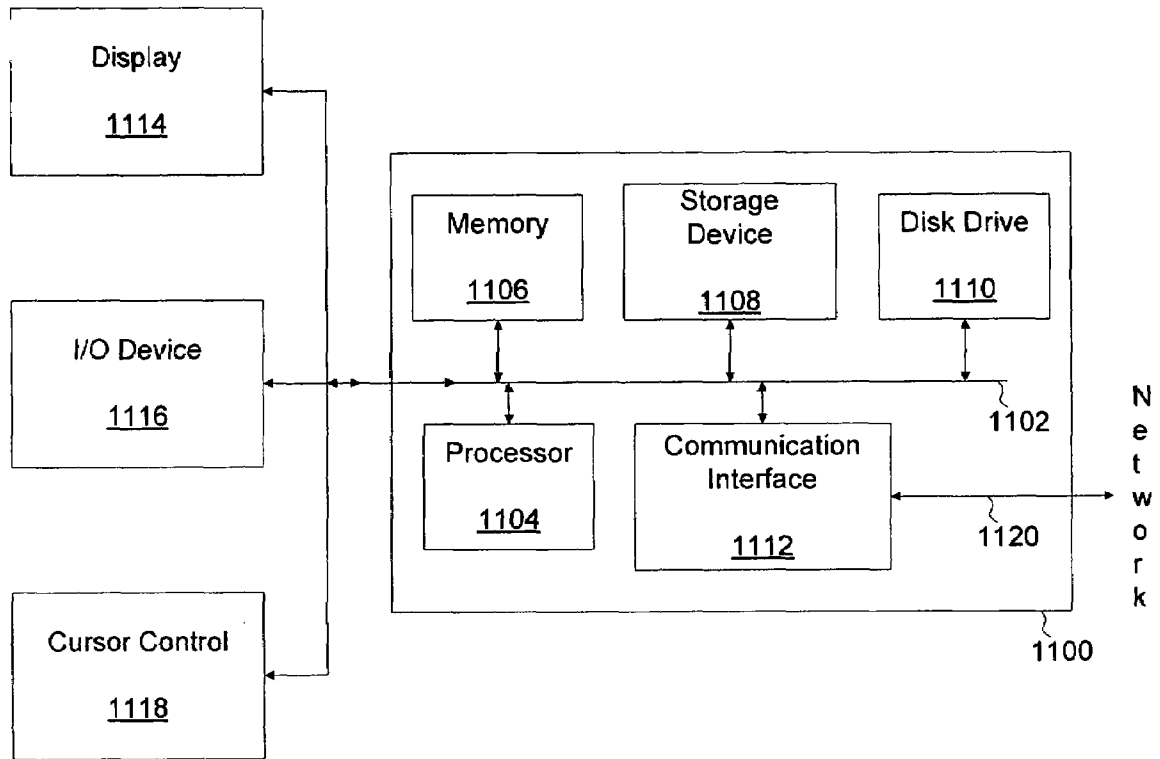 Display
1114
Memory
1106
Storage
Device
1108
Disk Drive
1110
I/O Device
1116
1102
Processor
1104
Communication
Interface
1112
1120
Network
Cursor Control
1118
1100